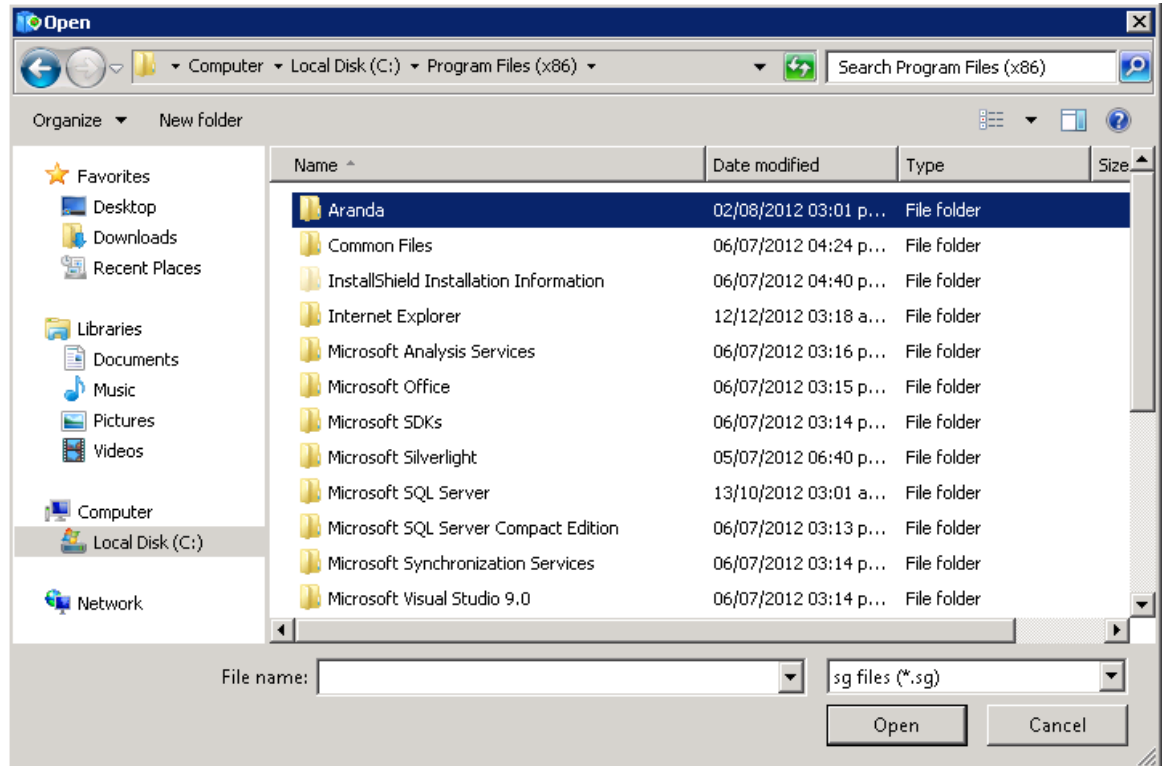 Open
Computer Local Disk (C:) Program Files (x86) Search Program Files (x86)
Organize New folder
Favorites
Desktop
Downloads
Recent Places
Libraries
Documents
Music
Pictures
Videos
Computer
Local Disk (C:)
Network
Name Date modified Type Size
Aranda 02/08/2012 03:01 p... File folder
Common Files 06/07/2012 04:24 p... File folder
InstallShield Installation Information 06/07/2012 04:40 p... File folder
Internet Explorer 12/12/2012 03:18 a... File folder
Microsoft Analysis Services 06/07/2012 03:16 p... File folder
Microsoft Office 06/07/2012 03:15 p... File folder
Microsoft SDKs 06/07/2012 03:14 p... File folder
Microsoft Silverlight 05/07/2012 06:40 p... File folder
Microsoft SQL Server 13/10/2012 03:01 a... File folder
Microsoft SQL Server Compact Edition 06/07/2012 03:13 p... File folder
Microsoft Synchronization Services 06/07/2012 03:14 p... File folder
Microsoft Visual Studio 9.0 06/07/2012 03:14 p... File folder
File name: sg files (*.sg)
Open Cancel